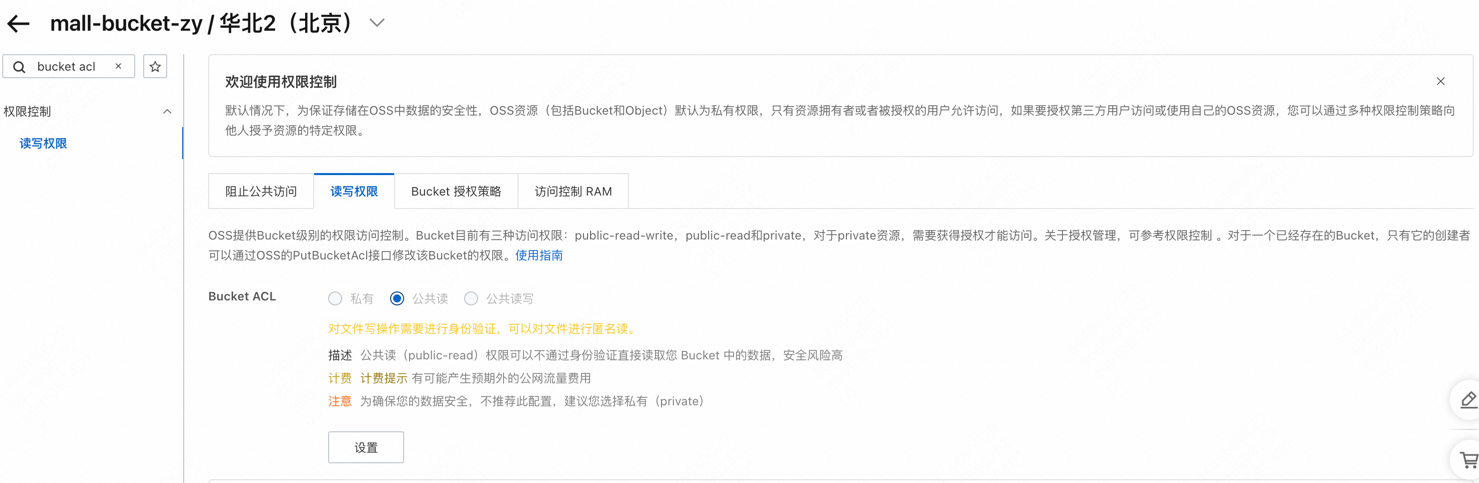 mall-bucket-zy / 华北2（北京）
bucket acl
权限控制
读写权限
欢迎使用权限控制
默认情况下，为保证存储在OSS中数据的安全性，OSS资源（包括Bucket和Object）默认为私有权限，只有资源拥有者或者被授权的用户允许访问，如果要授权第三方用户访问或使用自己的OSS资源，您可以通过多种权限控制策略向
他人授予资源的特定权限。
阻止公共访问 读写权限 Bucket 授权策略 访问控制 RAM
OSS提供Bucket级别的权限访问控制。Bucket目前有三种访问权限：public-read-write，public-read和private，对于private资源，需要获得授权才能访问。关于授权管理，可参考权限控制 。对于一个已经存在的Bucket，只有它的创建者
可以通过OSS的PutBucketAcl接口修改该Bucket的权限。使用指南
Bucket ACL 私有 公共读 公共读写
对文件写操作需要进行身份验证，可以对文件进行匿名读。
描述 公共读（public-read）权限可以不通过身份验证直接读取您 Bucket 中的数据，安全风险高
计费 计费提示 有可能产生预期外的公网流量费用
注意 为确保您的数据安全，不推荐此配置，建议您选择私有（private）
设置